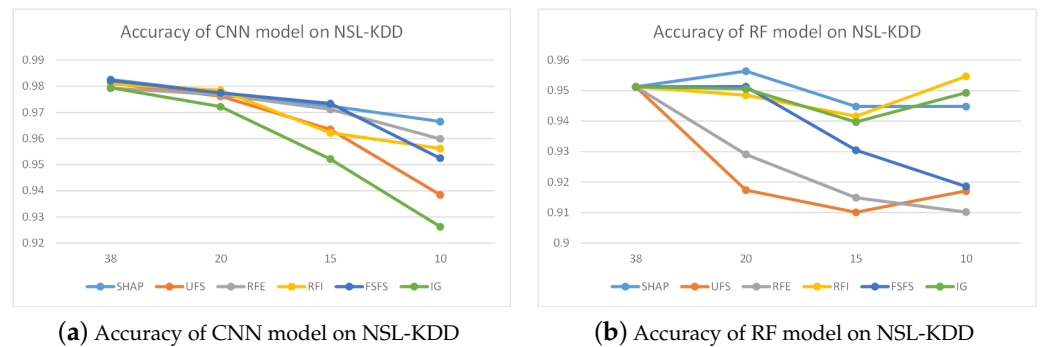 Accuracy of CNN model on NSL-KDD
0.99
0.98
0.97
0.96
0.95
0.94
0.93
0.92
38 20 15 10
SHAP UFS RFE RFI FSFS IG
(a) Accuracy of CNN model on NSL-KDD
Accuracy of RF model on NSL-KDD
0.96
0.95
0.94
0.93
0.92
0.91
0.9
38 20 15 10
SHAP UFS RFE RFI FSFS IG
(b) Accuracy of RF model on NSL-KDD